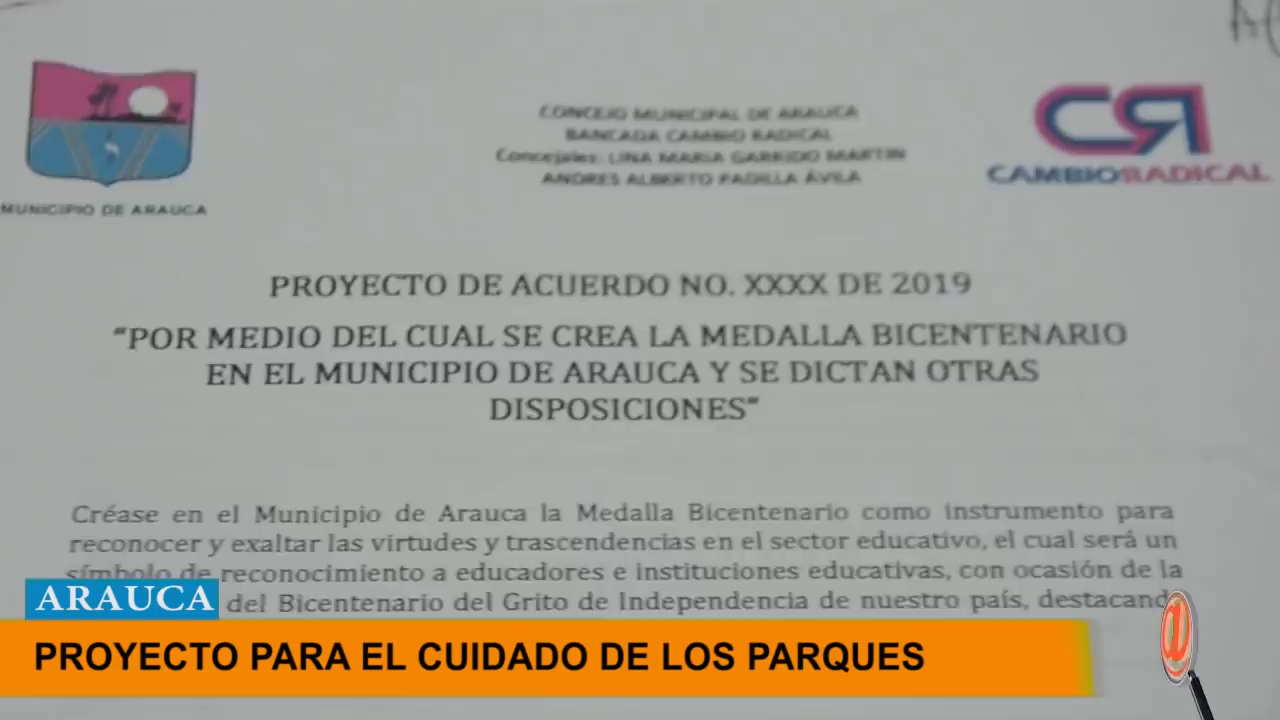 MUNICIPIO DE ARAUCA
CONCEJO MUNICIPAL DE ARAUCA
BANCADA CAMBIO RADICAL
Concejales: LINA MARIA GARRIDO MARTIN
ANDRES ALBERTO PADILLA ÁVILA
CR
CAMBIO RADICAL
PROYECTO DE ACUERDO NO. XXXX DE 2019
"POR MEDIO DEL CUAL SE CREA LA MEDALLA BICENTENARIO
EN EL MUNICIPIO DE ARAUCA Y SE DICTAN OTRAS
DISPOSICIONES"
Créase en el Municipio de Arauca la Medalla Bicentenario como instrumento para
reconocer y exaltar las virtudes y trascendencias en el sector educativo, el cual será un
símbolo de reconocimiento a educadores e instituciones educativas, con ocasión de la
del Bicentenario del Grito de Independencia de nuestro país,
ARAUCA
PROYECTO PARA EL CUIDADO DE LOS PARQUES
@